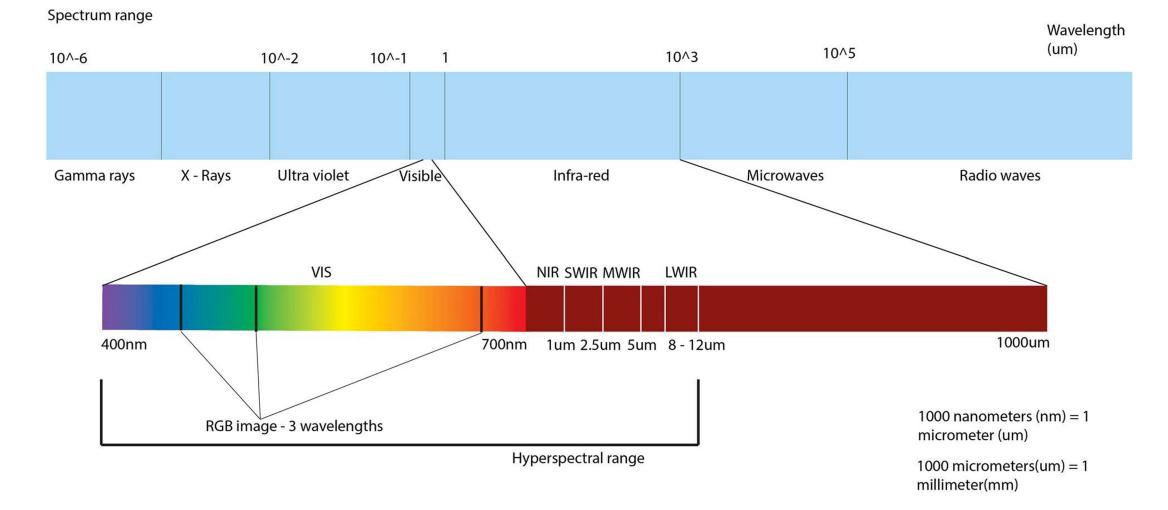 Spectrum range
Wavelength
(um)
10^-6
10^-2
10^-1
1
10^3
10^5
Gamma rays
X - Rays
Ultra violet
Visible
Infra-red
Microwaves
Radio waves
VIS
NIR
SWIR
MWIR
LWIR
400nm
700nm
1um
2.5um
5um
8 - 12um
1000um
RGB image - 3 wavelengths
Hyperspectral range
1000 nanometers (nm) = 1
micrometer (um)
1000 micrometers(um) = 1
millimeter(mm)